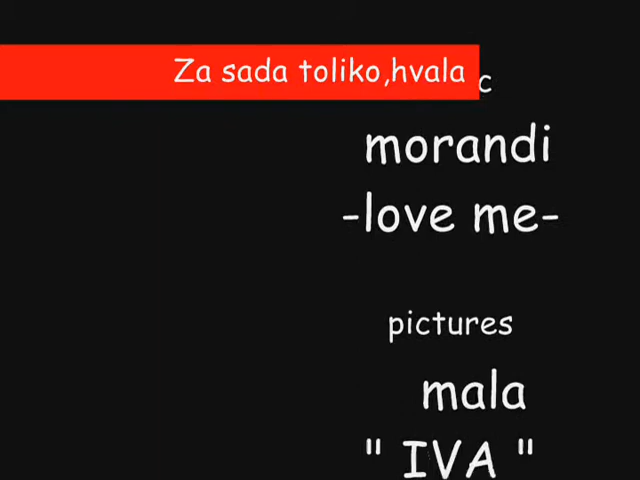 Za sada toliko,hvala
c
morandi
-love me-
pictures
mala
" IVA "